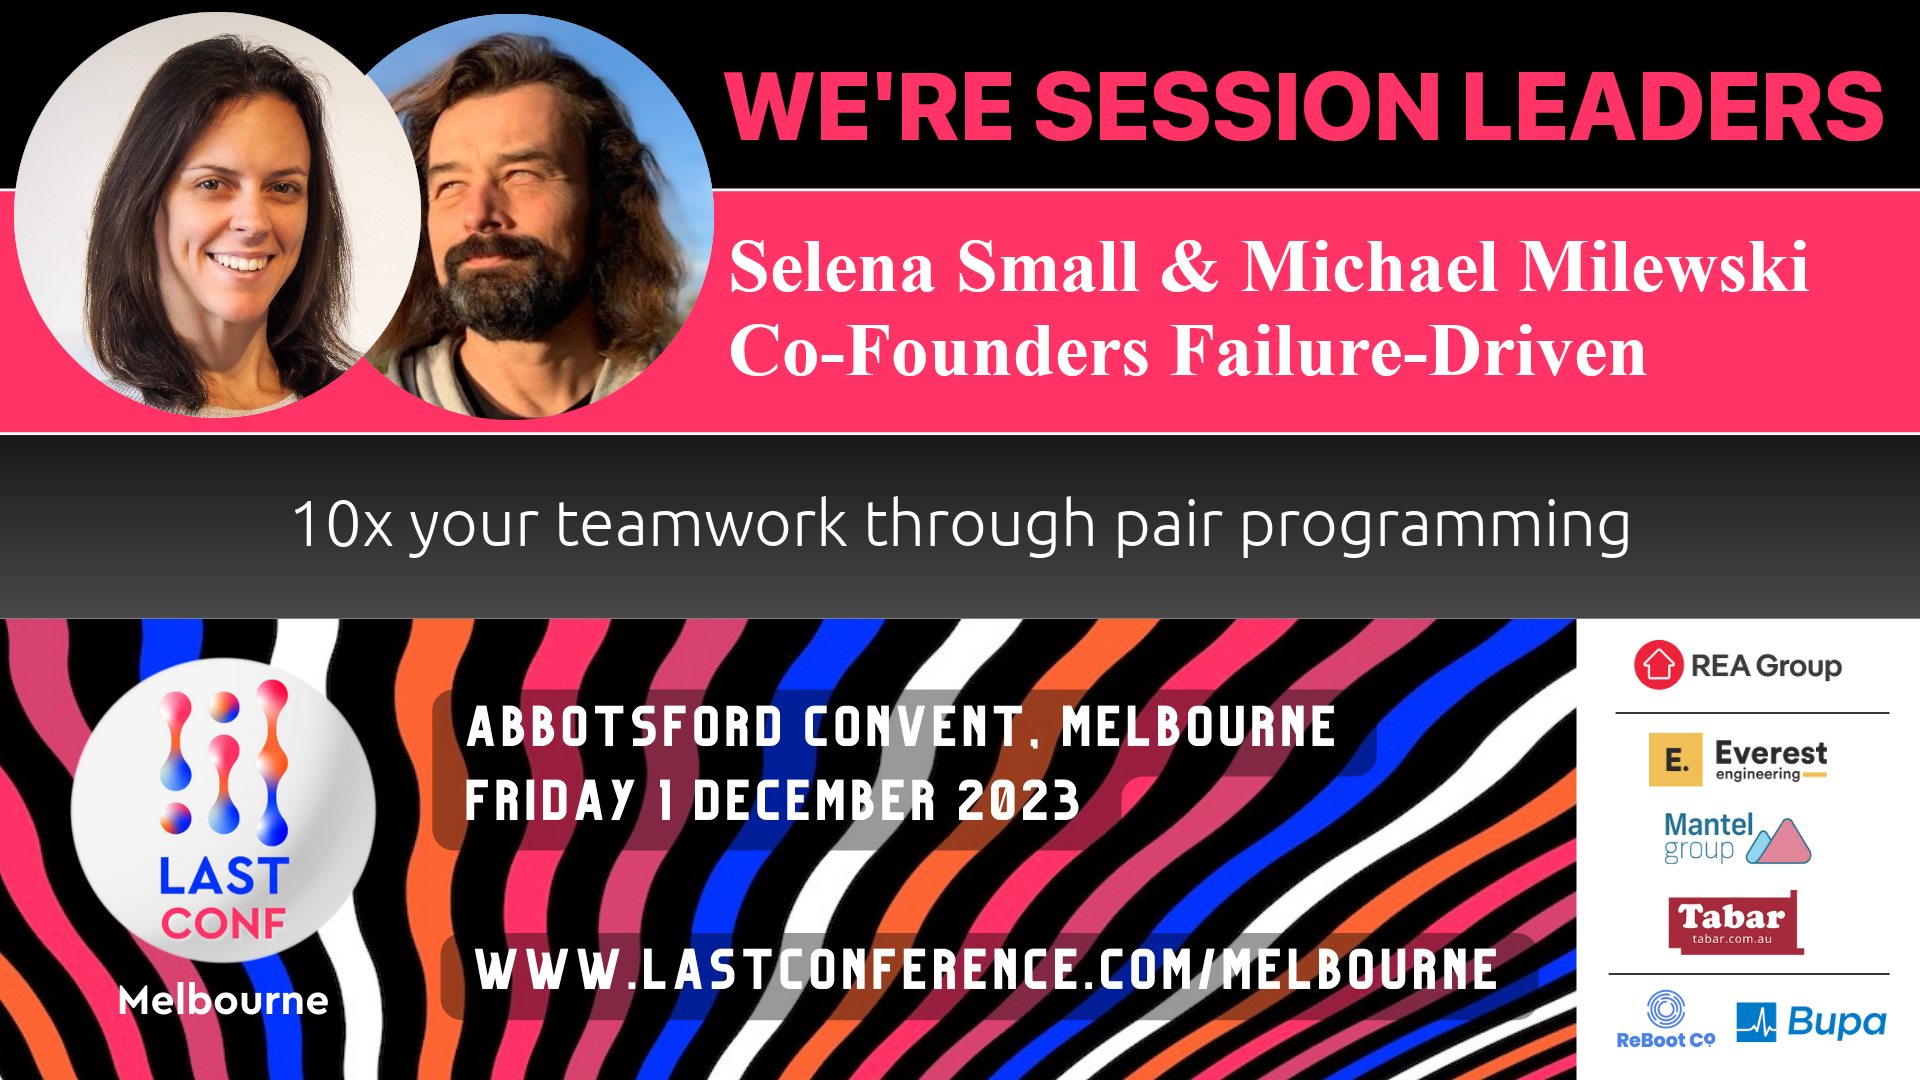 WE'RE SESSION LEADERS
Selena Small & Michael Milewski
Co-Founders Failure-Driven
10x your teamwork through pair programming
ABBOTSFORD CONVENT, MELBOURNE
FRIDAY 1 DECEMBER 2023
WWW.LASTCONFERENCE.COM/MELBOURNE
LAST
CONF
Melbourne
REA Group
E. Everest
engineering
Mantel
group
Tabar
tabar.com.au
ReBoot Co
Bupa